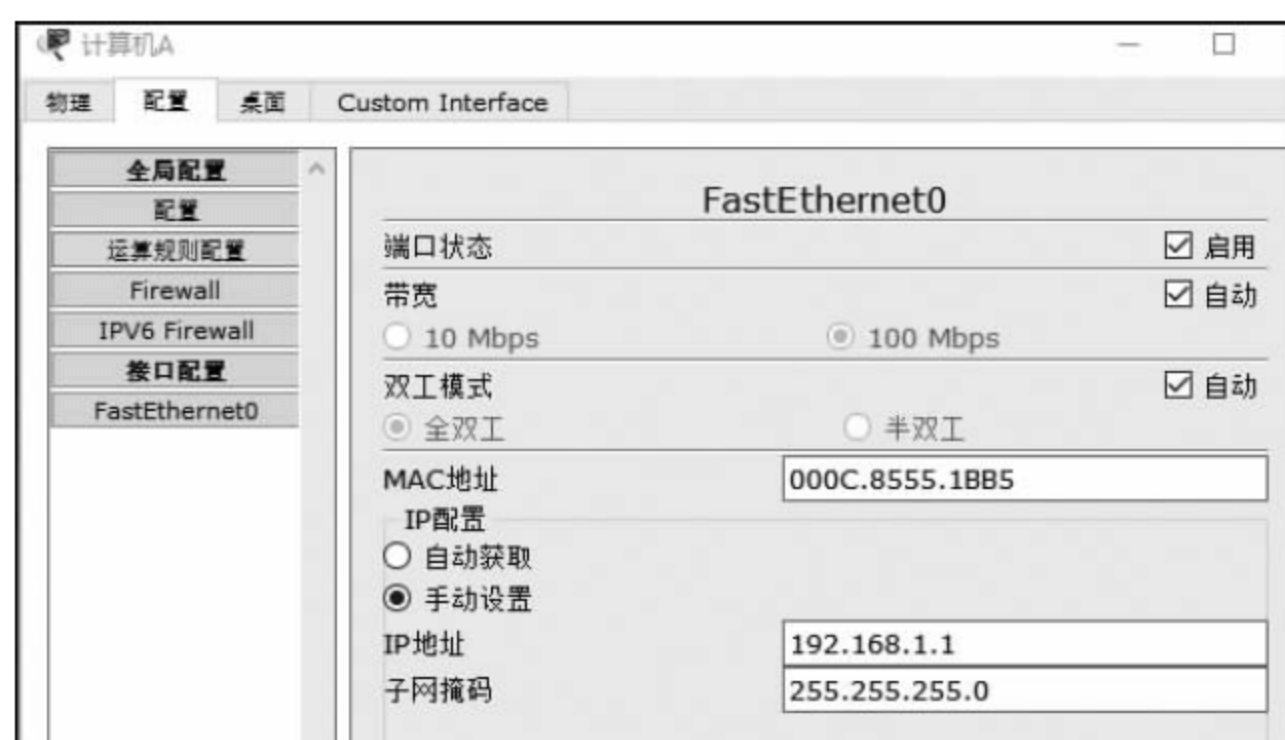 计算机A
物理 配置 桌面 Custom Interface
全局配置
配置
运算规则配置
Firewall
IPV6 Firewall
接口配置
FastEthernet0
FastEthernet0
端口状态 启用
带宽 自动
10 Mbps 100 Mbps
双工模式 自动
全双工 半双工
MAC地址 000C.8555.1BB5
IP配置
自动获取
手动设置
IP地址 192.168.1.1
子网掩码 255.255.255.0